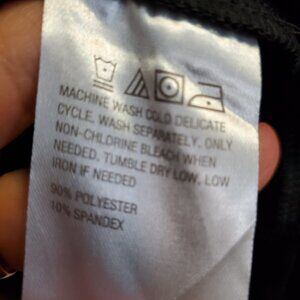 MACHINE WASH COLD DELICATE
CYCLE. WASH SEPARATELY. ONLY
NON-CHLORINE BLEACH WHEN
NEEDED. TUMBLE DRY LOW. LOW
IRON IF NEEDED
90% POLYESTER
10% SPANDEX